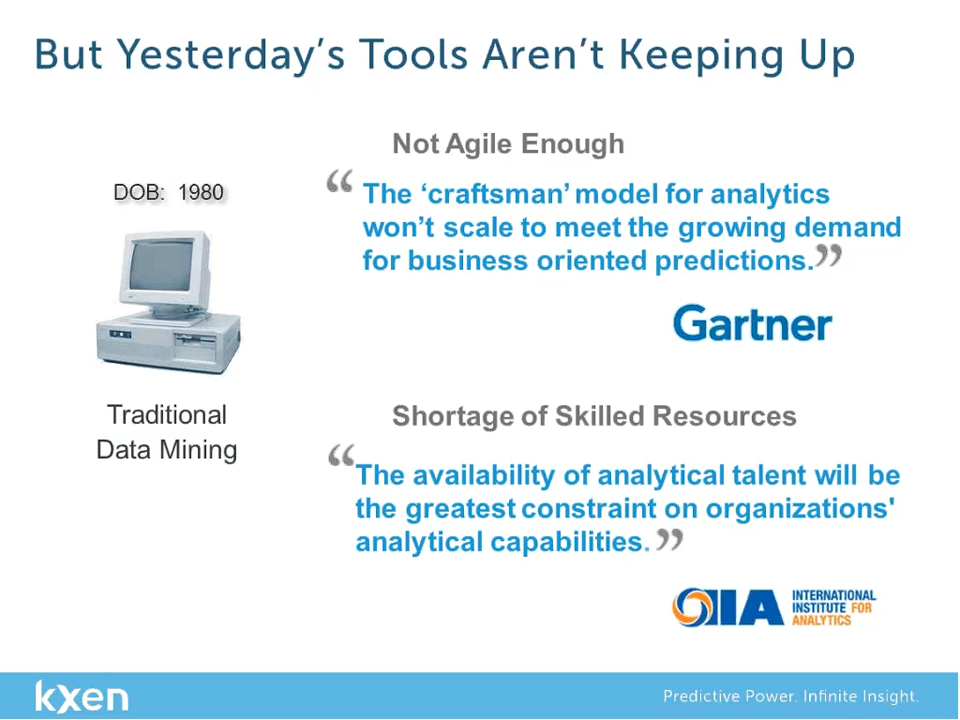 But Yesterday's Tools Aren't Keeping Up
DOB: 1980
Traditional
Data Mining
Not Agile Enough
“The ‘craftsman’ model for analytics
won’t scale to meet the growing demand
for business oriented predictions.”
Gartner
Shortage of Skilled Resources
“The availability of analytical talent will be
the greatest constraint on organizations'
analytical capabilities.”
IIA
INTERNATIONAL
INSTITUTE FOR
ANALYTICS
kxen
Predictive Power. Infinite Insight.